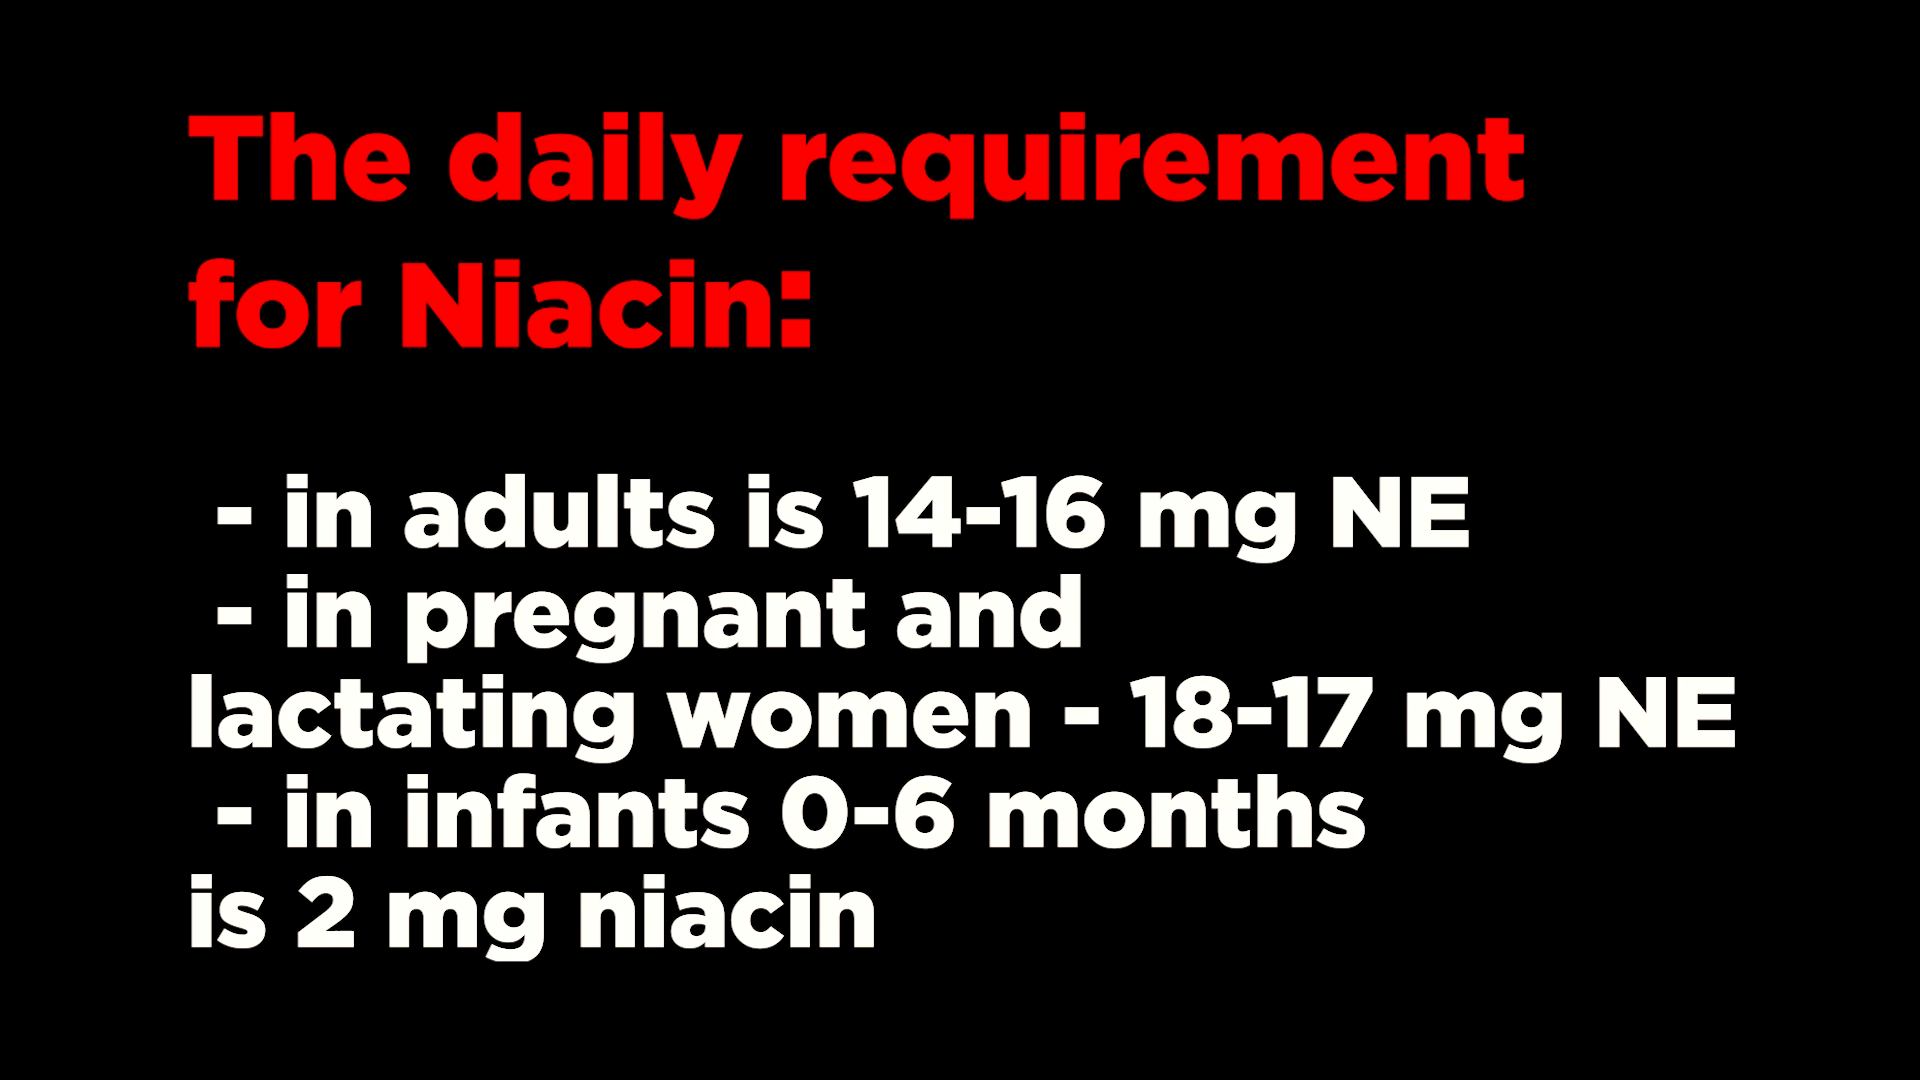 The daily requirement
for Niacin:
- in adults is 14-16 mg NE
- in pregnant and
lactating women - 18-17 mg NE
- in infants 0-6 months
is 2 mg niacin